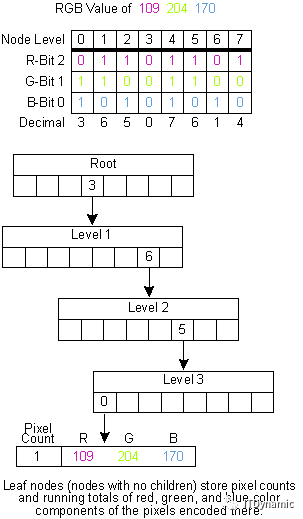 RGB Value of 109 204 170
Node Level 0 1 2 3 4 5 6 7
R-Bit 2 0 1 1 0 1 1 0 1
G-Bit 1 1 1 0 0 1 1 0 0
B-Bit 0 1 0 1 0 1 0 1 0
Decimal 3 6 5 0 7 6 1 4
Root
3
Level 1
6
Level 2
5
Level 3
0
Pixel
Count R G B
1 109 204 170
Leaf nodes (nodes with no children) store pixel counts
and running totals of red, green, and blue color
components of the pixels encoded here.
ITDynamic